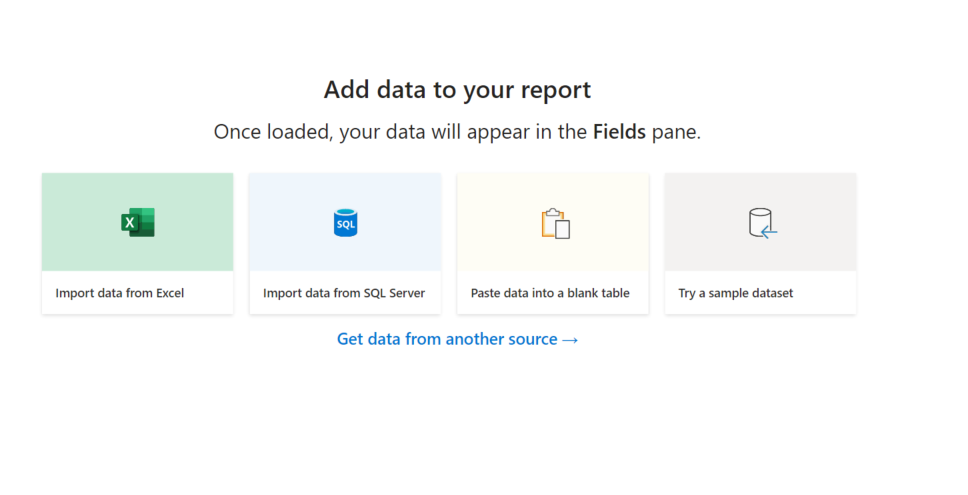 Add data to your report
Once loaded, your data will appear in the Fields pane.
X
SQL
Import data from Excel
Import data from SQL Server
Paste data into a blank table
Try a sample dataset
Get data from another source →